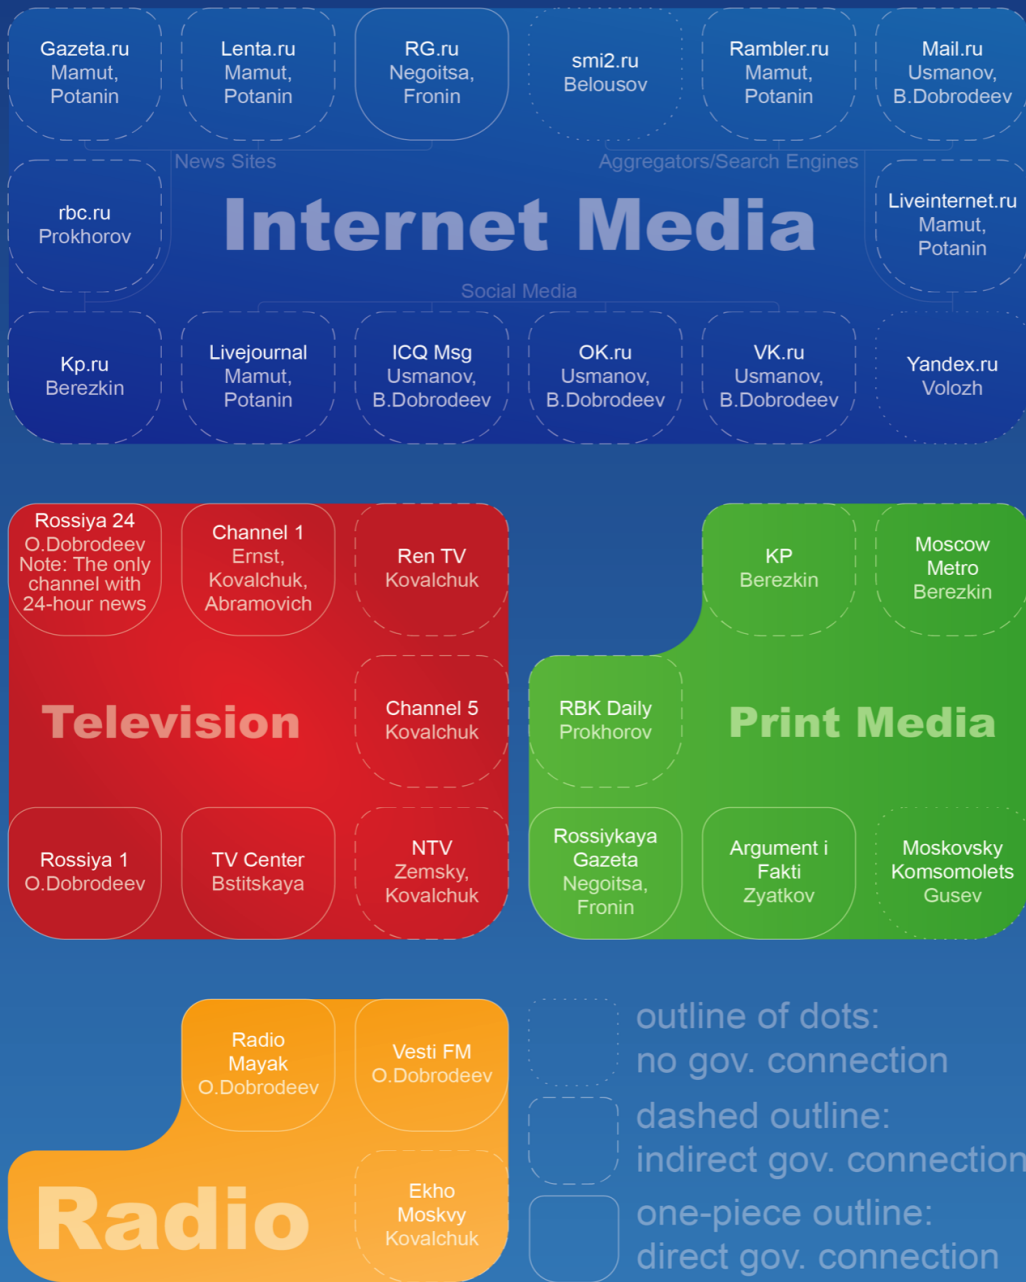 Gazeta.ru
Mamut,
Potanin
Lenta.ru
Mamut,
Potanin
RG.ru
Negoitsa,
Fronin
smi2.ru
Belousov
Rambler.ru
Mamut,
Potanin
Mail.ru
Usmanov,
B.Dobrodeev
News Sites
Aggregators/Search Engines
rbc.ru
Prokhorov
Internet Media
Liveinternet.ru
Mamut,
Potanin
Social Media
Kp.ru
Berezkin
Livejournal
Mamut,
Potanin
ICQ Msg
Usmanov,
B.Dobrodeev
OK.ru
Usmanov,
B.Dobrodeev
VK.ru
Usmanov,
B.Dobrodeev
Yandex.ru
Volozh
Rossiya 24
O.Dobrodeev
Note: The only
channel with
24-hour news
Channel 1
Ernst,
Kovalchuk,
Abramovich
Ren TV
Kovalchuk
Television
Channel 5
Kovalchuk
Rossiya 1
O.Dobrodeev
TV Center
Bstitskaya
NTV
Zemsky,
Kovalchuk
KP
Berezkin
Moscow
Metro
Berezkin
RBK Daily
Prokhorov
Print Media
Rossiykaya
Gazeta
Negoitsa,
Fronin
Argument i
Fakti
Zyatkov
Moskovsky
Komsomolets
Gusev
Radio
Mayak
O.Dobrodeev
Vesti FM
O.Dobrodeev
Radio
Ekho
Moskvy
Kovalchuk
outline of dots:
no gov. connection
dashed outline:
indirect gov. connection
one-piece outline:
direct gov. connection